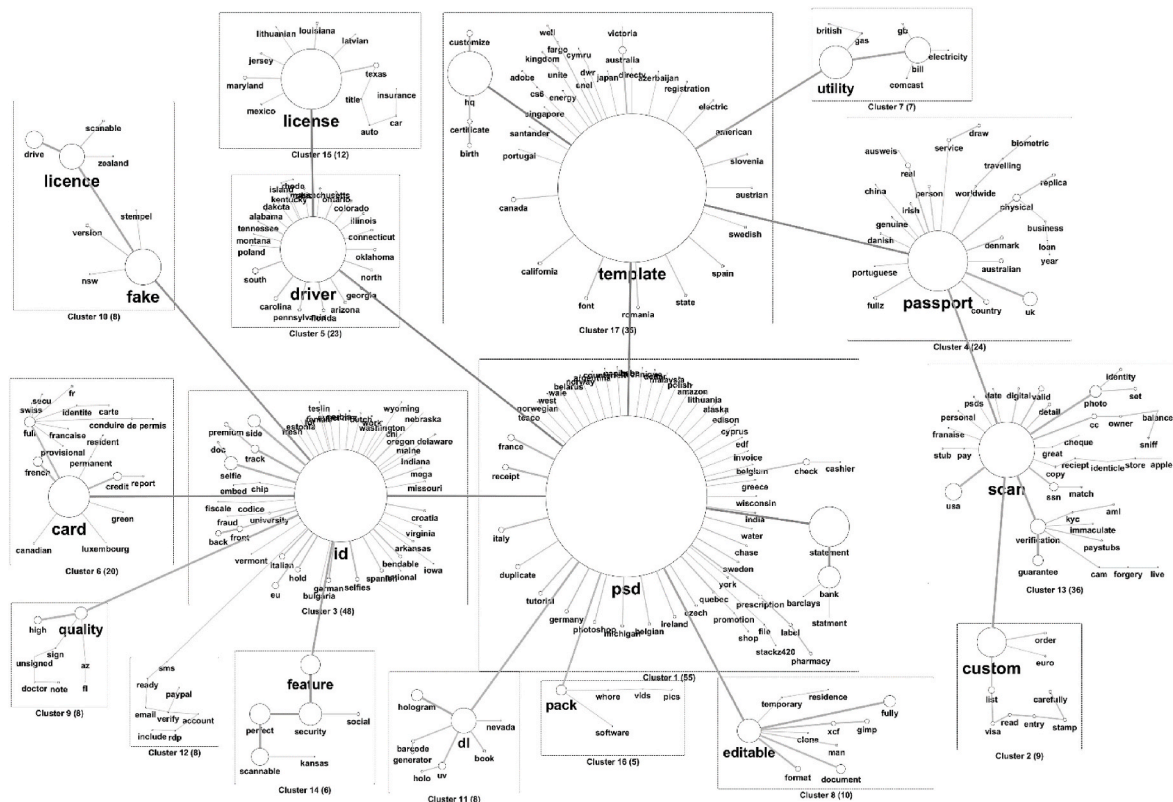 louisiana
lithuanian
latvian
jersey
texas
maryland
title
insurance
mexico
car
auto
license
Cluster 15 (12)
well
victoria
customize
fargo
cymru
kingdom
australia
unite
dwr
adobe
snel
japan
directv
azerbaijan
cs6
energy
registration
hq
singapore
electric
certificate
american
santander
birth
portugal
slovenia
austrian
canada
swedish
california
spain
template
font
state
romania
Cluster 17 (35)
british
gas
gb
electricity
bill
utility
comcast
Cluster 7 (7)
scanable
drive
zealand
licence
stempel
version
nsw
fake
Cluster 10 (8)
rhode
island
massachusetts
kentucky
ontario
dakota
colorado
alabama
illinois
tennessee
connecticut
montana
poland
oklahoma
south
north
driver
georgia
carolina
arizona
pennsylvania
florida
Cluster 5 (23)
draw
service
biometric
ausweis
real
travelling
person
worldwide
replica
china
physical
irish
genuine
business
danish
denmark
loan
portuguese
australian
year
passport
fullz
country
uk
Cluster 4 (24)
fr
seou
swiss
identite
carte
full
conduire de permis
francaise
resident
provisional
permanent
french
credit
report
card
green
canadian
luxembourg
Cluster 6 (20)
teslin
wyoming
nebraska
dutch
work
premium
side
estonia
washington
chi
mesh
oregon
delaware
doc
track
maine
indiana
selfie
moga
missouri
embed
chip
fiscale
codice
fraud
university
croatia
back
front
virginia
id
arkansas
vermont
italian
bendable
iowa
hold
spanish
national
eu
german
selfies
bulgaria
Cluster 3 (48)
norway
malaysia
belarus
polish
wale
amazon
west
lithuania
norwegian
alaska
tesco
edison
cyprus
france
edf
invoice
receipt
belgium
check
cashier
greece
wisconsin
india
statement
italy
water
chase
duplicate
sweden
psd
york
bank
tutorial
quebec
prescription
barclays
germany
czech
promotion
statment
photoshop
ireland
file
label
michigan
belgian
shop
stackz420
pharmacy
Cluster 1 (55)
identity
date
digital
valid
photo
set
psds
detail
personal
cc
owner
balance
franaise
cheque
sniff
stub
pay
great
reciept
identicle
store
apple
copy
scan
ssn
match
usa
kyc
aml
immaculate
verification
paystubs
guarantee
cam
forgery
live
Cluster 13 (36)
high
quality
sign
unsigned
az
doctor
note
fl
Cluster 9 (8)
sms
ready
paypal
email
verify
account
include
rdp
Cluster 12 (8)
feature
perfect
security
social
scannable
kansas
Cluster 14 (6)
hologram
nevada
dl
barcode
generator
book
holo
uv
Cluster 11 (8)
pack
whore
vids
pics
software
Cluster 16 (5)
residence
temporary
fully
xcf
gimp
clone
editable
man
format
document
Cluster 8 (10)
order
custom
euro
list
carefully
read
entry
visa
stamp
Cluster 2 (9)